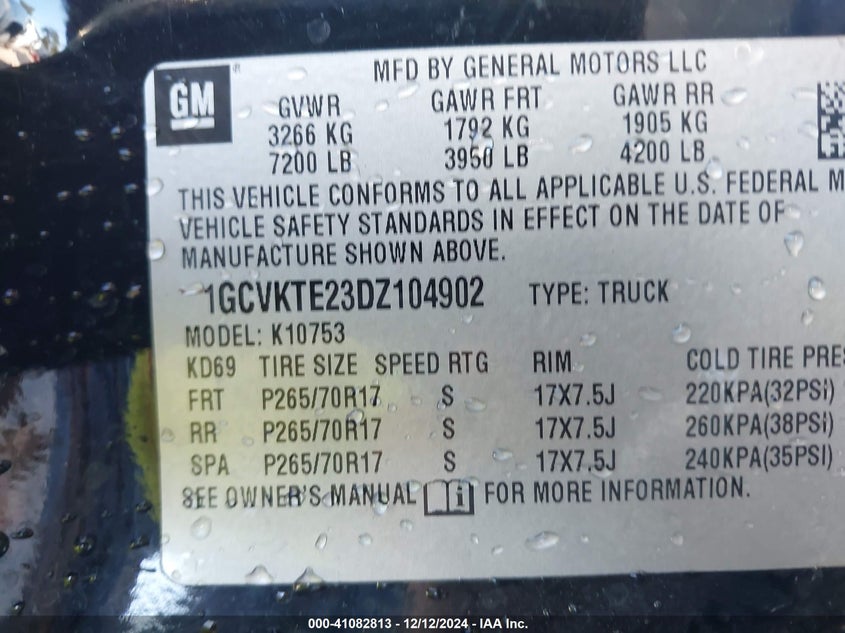 MFD BY GENERAL MOTORS LLC
GM ®
GVWR GAWR FRT GAWR RR
3266 KG 1792 KG 1905 KG
7200 LB 3950 LB 4200 LB
THIS VEHICLE CONFORMS TO ALL APPLICABLE U.S. FEDERAL M
VEHICLE SAFETY STANDARDS IN EFFECT ON THE DATE OF
MANUFACTURE SHOWN ABOVE.
1GCVKTE23DZ104902 TYPE: TRUCK
MODEL: K10753
KD69 TIRE SIZE SPEED RTG RIM COLD TIRE PRES
FRT P265/70R17 S 17X7.5J 220KPA(32PSI)
RR P265/70R17 S 17X7.5J 260KPA(38PSI)
SPA P265/70R17 S 17X7.5J 240KPA(35PSI)
SEE OWNER'S MANUAL i FOR MORE INFORMATION.
000-41082813 - 12/12/2024 - IAA Inc.